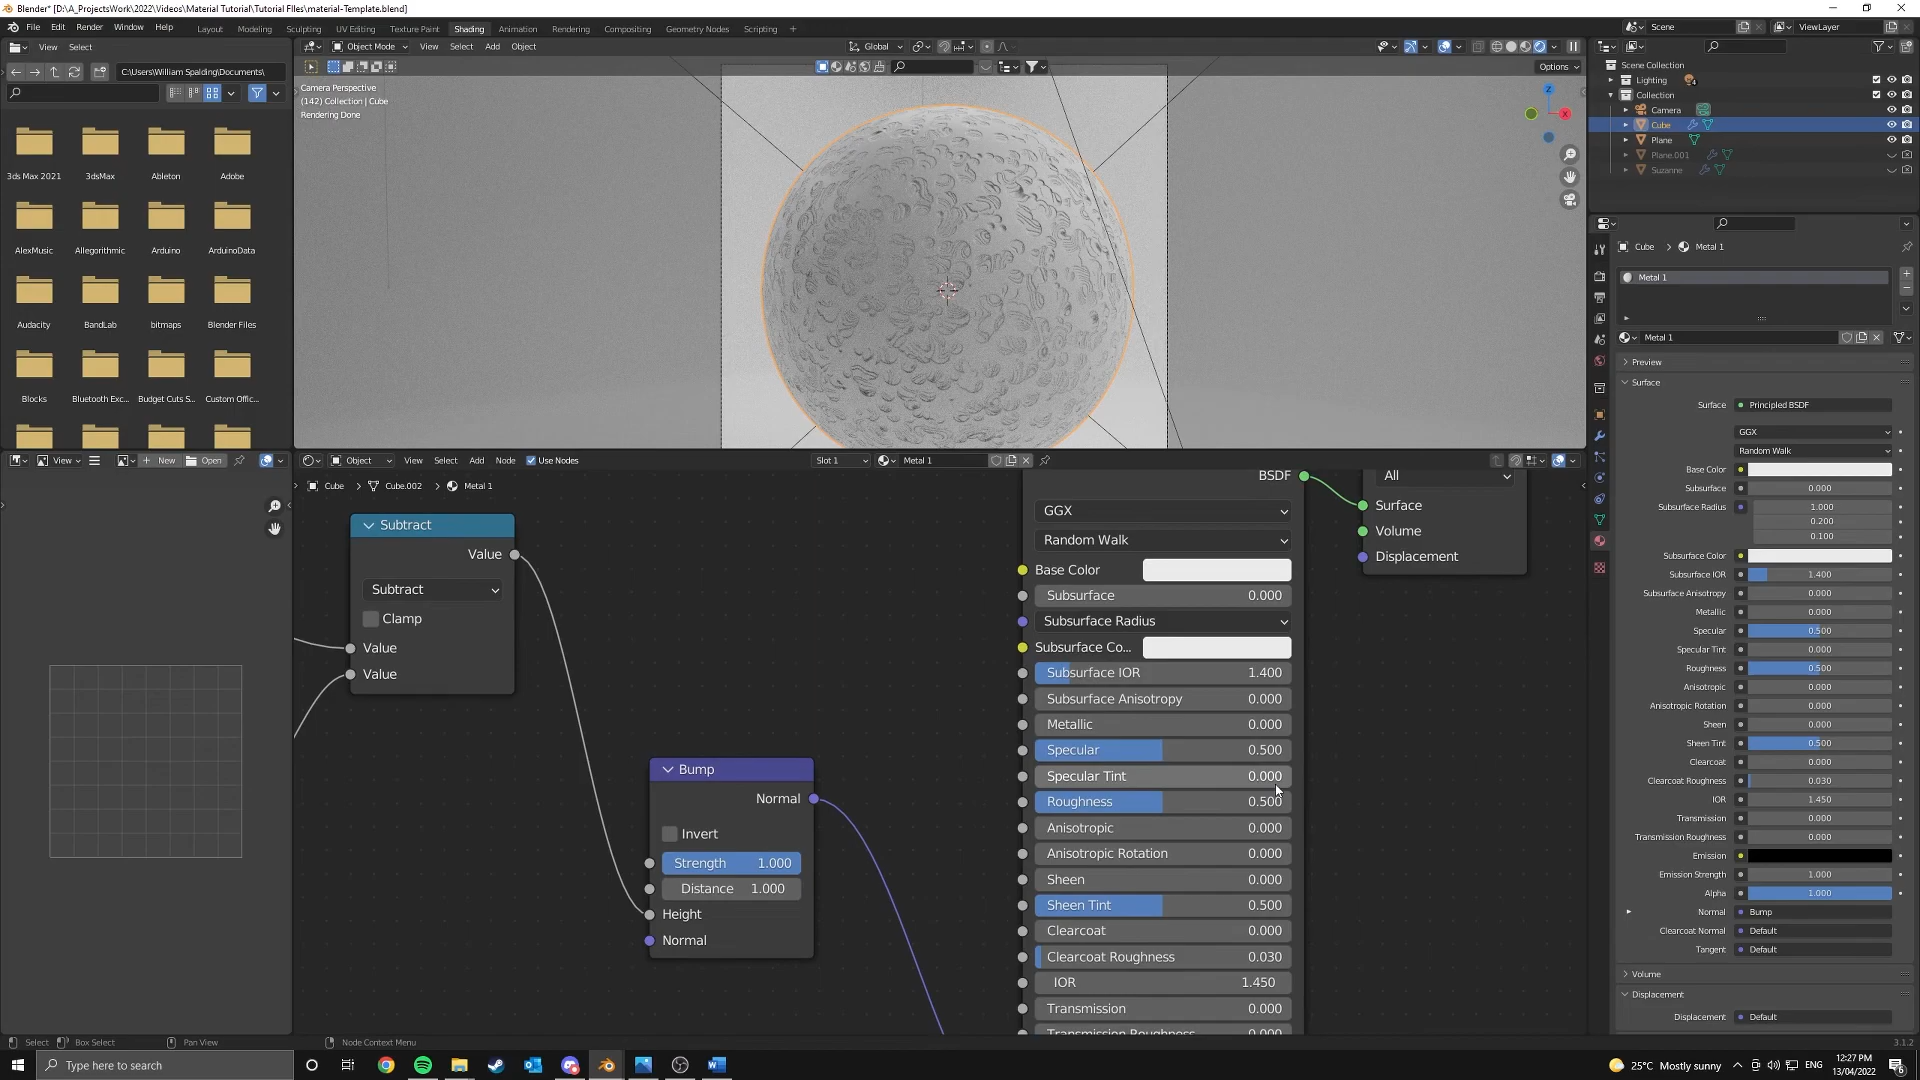 Blender* [D:\A_ProjectsWork\2022\Videos\Material Tutorial\Tutorial Files\material-Template.blend]
File Edit Render Window Help Layout Modeling Sculpting UV Editing Texture Paint Shading Animation Rendering Compositing Geometry Nodes Scripting + Scene ViewLayer
View Select
Object Mode View Select Add Object Global
C:\Users\William Spalding\Documents\
Options
Camera Perspective
(142) Collection | Cube
Rendering Done
Z
X
3ds Max 2021 3dsMax Ableton Adobe
AlexMusic Allegorithmic Arduino ArduinoData
Audacity BandLab bitmaps Blender Files
Blocks Bluetooth Exc... Budget Cuts S... Custom Offic...
Scene Collection
Lighting
Collection
Camera
Cube
Plane
Plane.001
Suzanne
Cube > Metal 1
Metal 1
Metal 1
Preview
Surface
Surface Principled BSDF
GGX
Random Walk
Base Color
Subsurface 0.000
Subsurface Radius 1.000
0.200
0.100
Subsurface Color
Subsurface IOR 1.400
Subsurface Anisotropy 0.000
Metallic 0.000
Specular 0.500
Specular Tint 0.000
Roughness 0.500
Anisotropic 0.000
Anisotropic Rotation 0.000
Sheen 0.000
Sheen Tint 0.500
Clearcoat 0.000
Clearcoat Roughness 0.030
IOR 1.450
Transmission 0.000
Transmission Roughness 0.000
Emission
Emission Strength 1.000
Alpha 1.000
Normal Bump
Clearcoat Normal Default
Tangent Default
Volume
Displacement
Displacement Default
View New Open
Object View Select Add Node Use Nodes Slot 1 Metal 1
Cube > Cube.002 > Metal 1
Subtract
Value
Subtract
Clamp
Value
Value
Bump
Normal
Invert
Strength 1.000
Distance 1.000
Height
Normal
BSDF
GGX
Random Walk
Base Color
Subsurface 0.000
Subsurface Radius
Subsurface Co...
Subsurface IOR 1.400
Subsurface Anisotropy 0.000
Metallic 0.000
Specular 0.500
Specular Tint 0.000
Roughness 0.500
Anisotropic 0.000
Anisotropic Rotation 0.000
Sheen 0.000
Sheen Tint 0.500
Clearcoat 0.000
Clearcoat Roughness 0.030
IOR 1.450
Transmission 0.000
Transmission Roughness 0.000
All
Surface
Volume
Displacement
Select Box Select Pan View Node Context Menu 3.1.2
Type here to search
25°C Mostly sunny
ENG
12:27 PM
13/04/2022
6